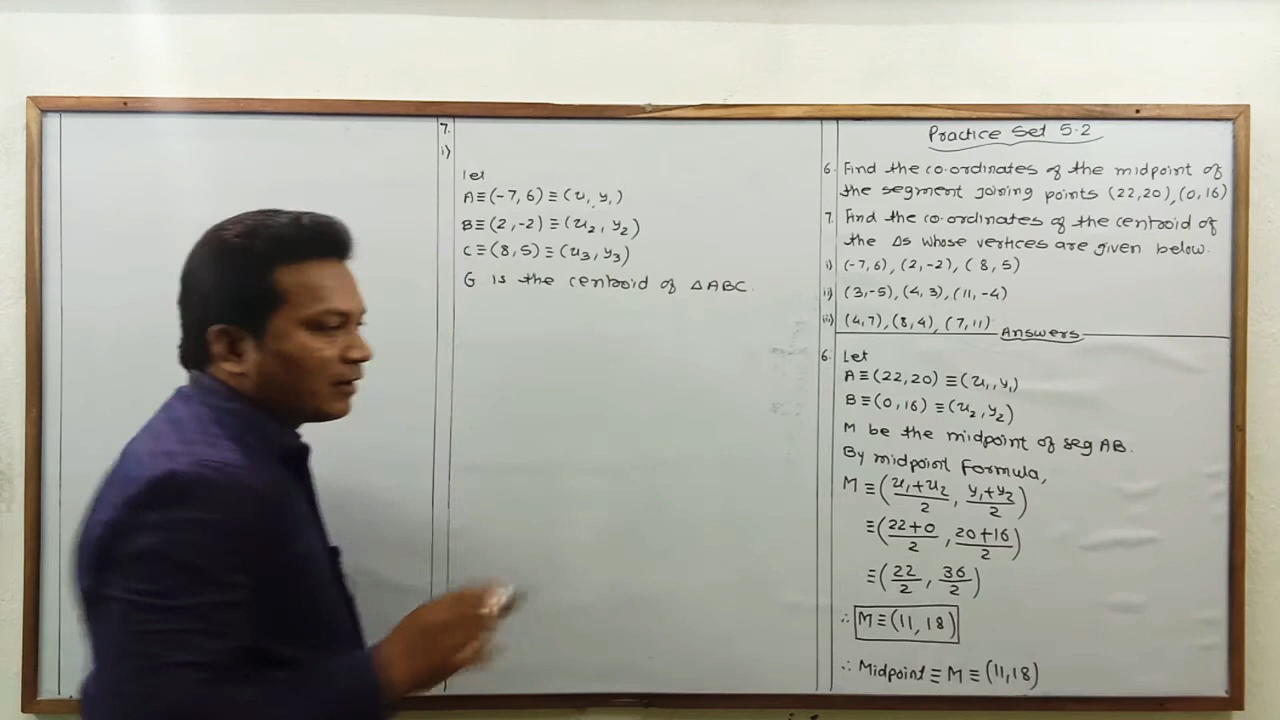 Practice Set 5.2
6. Find the co.ordinates of the midpoint of
the segment joining points (22,20),(0,16)
7. Find the co.ordinates of the centroid of
the Δs whose vertices are given below.
i) (-7,6), (2,-2), (8,5)
ii) (3,-5), (4,3), (11,-4)
iii) (4,7), (8,4), (7,11)
Answers
6. Let
A≡(22,20) ≡(x₁,y₁)
B≡(0,16) ≡(x₂,y₂)
M be the midpoint of seg AB.
By midpoint Formula,
M ≡(x₁+x₂/2, y₁+y₂/2)
≡(22+0/2, 20+16/2)
≡(22/2, 36/2)
∴ M≡(11,18)
∴ Midpoint ≡ M ≡ (11,18)
7.
i)
Let
A≡(-7,6)≡(x₁,y₁)
B≡(2,-2)≡(x₂,y₂)
C≡(8,5)≡(x₃,y₃)
G is the centroid of ΔABC.